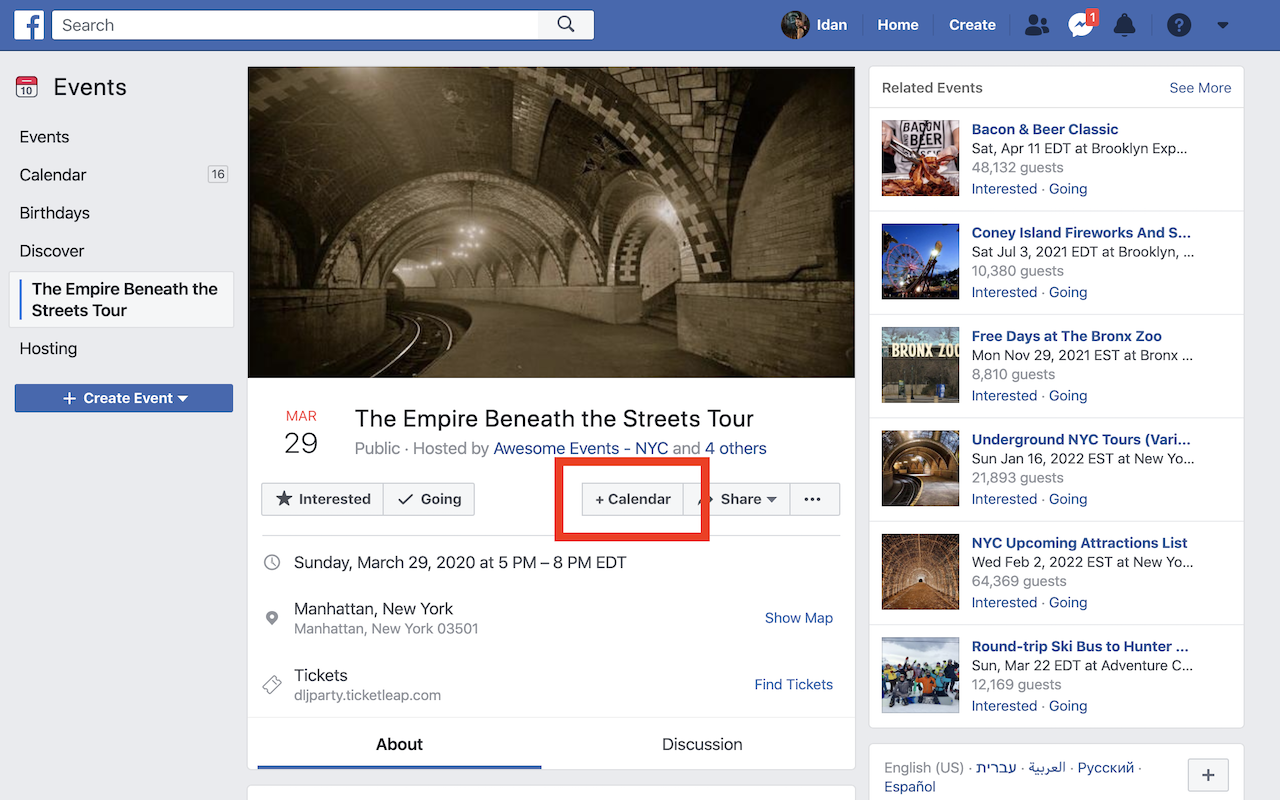 Search
Idan
Home
Create
1
10
Events
Events
Calendar
16
Birthdays
Discover
The Empire Beneath the
Streets Tour
Hosting
+ Create Event
MAR
29
The Empire Beneath the Streets Tour
Public · Hosted by Awesome Events - NYC and 4 others
Interested
Going
+ Calendar
Share
Sunday, March 29, 2020 at 5 PM – 8 PM EDT
Manhattan, New York
Manhattan, New York 03501
Show Map
Tickets
dljparty.ticketleap.com
Find Tickets
About
Discussion
Related Events
See More
BACON
BEER
CLASSIC
Bacon & Beer Classic
Sat, Apr 11 EDT at Brooklyn Exp...
48,132 guests
Interested · Going
Coney Island Fireworks And S...
Sat Jul 3, 2021 EDT at Brooklyn, ...
10,380 guests
Interested · Going
BRONX ZOO
Free Days at The Bronx Zoo
Mon Nov 29, 2021 EST at Bronx ...
8,810 guests
Interested · Going
Underground NYC Tours (Vari...
Sun Jan 16, 2022 EST at New Yo...
21,893 guests
Interested · Going
NYC Upcoming Attractions List
Wed Feb 2, 2022 EST at New Yo...
64,369 guests
Interested · Going
Round-trip Ski Bus to Hunter ...
Sun, Mar 22 EDT at Adventure C...
12,169 guests
Interested · Going
English (US) · עברית · العربية · Русский ·
Español